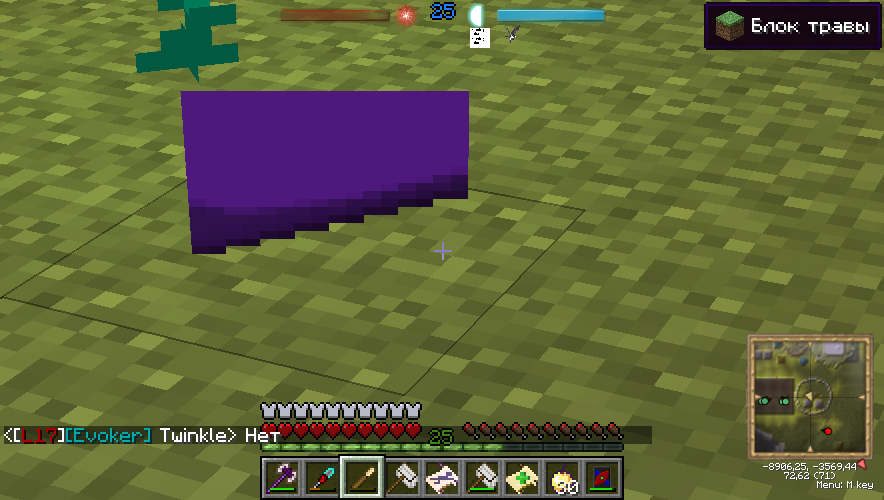 25
Блок травы
<[L17][Evoker] Twinkle> Нет
25
-8906,25, -3569,44
72,62 (71)
Menu: M key